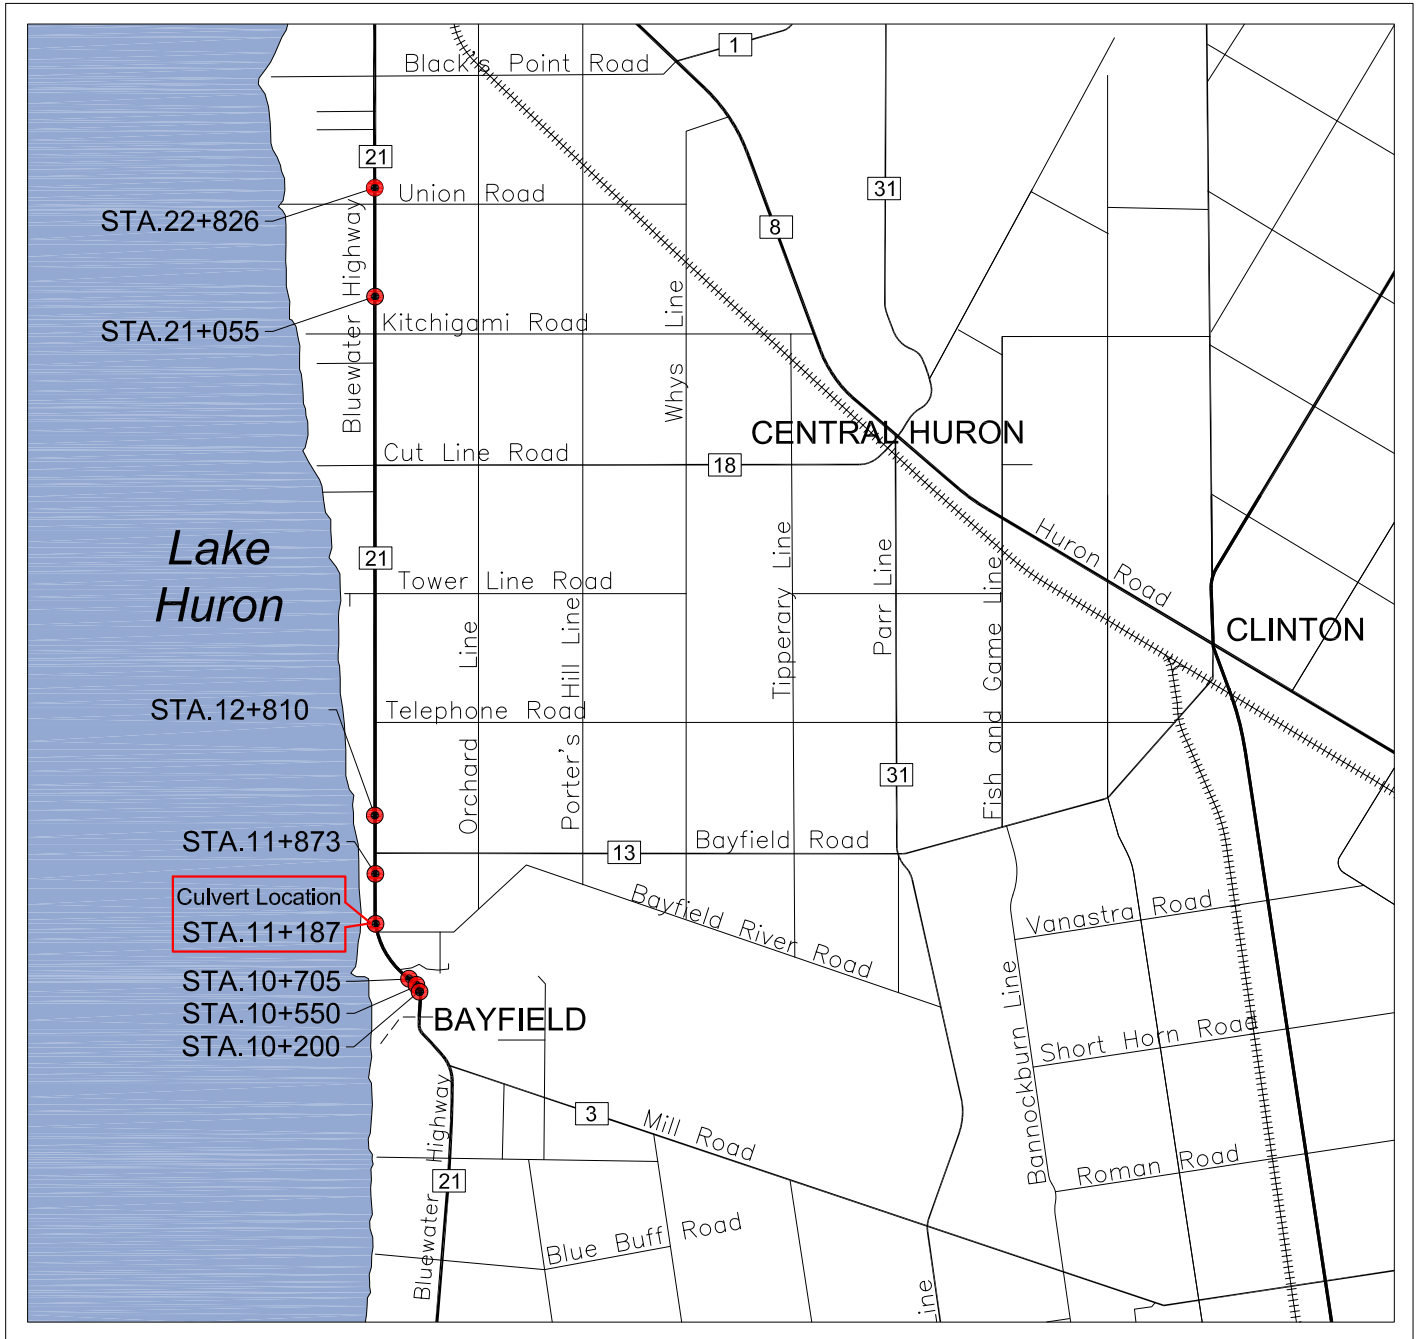 1
Black's Point Road
21
31
Union Road
STA.22+826
8
Bluewater Highway
STA.21+055
Kitchigami Road
Whys Line
CENTRAL HURON
Cut Line Road
18
Lake
Huron
21
Huron Road
Tower Line Road
Tipperary Line
Parr Line
Fish and Game Line
CLINTON
Orchard Line
Porter's Hill Line
STA.12+810
Telephone Road
31
STA.11+873
13
Bayfield Road
Culvert Location
STA.11+187
Bayfield River Road
Vanastra Road
STA.10+705
STA.10+550
STA.10+200
BAYFIELD
Bannockburn Line
Short Horn Road
3
Mill Road
Bluewater Highway
21
Roman Road
Blue Buff Road
ine